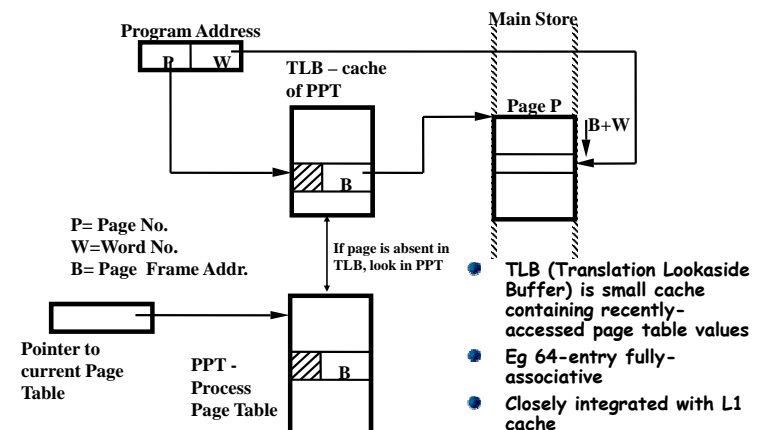 Program Address
Main Store
P W
TLB – cache
of PPT
Page P
B+W
B
P= Page No.
W=Word No.
B= Page Frame Addr.
If page is absent in
TLB, look in PPT
Pointer to
current Page
Table
PPT -
Process
Page Table
B
TLB (Translation Lookaside
Buffer) is small cache
containing recently-
accessed page table values
Eg 64-entry fully-
associative
Closely integrated with L1
cache